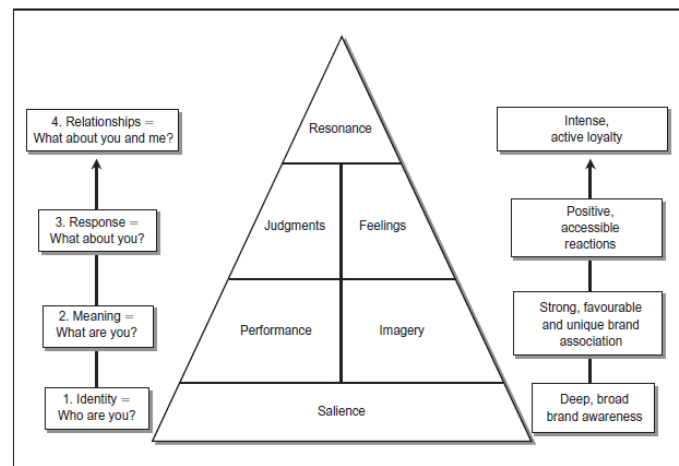 4. Relationships =
What about you and me?
Resonance
Intense,
active loyalty
3. Response =
What about you?
Judgments
Feelings
Positive,
accessible
reactions
2. Meaning =
What are you?
Performance
Imagery
Strong, favourable
and unique brand
association
1. Identity =
Who are you?
Salience
Deep, broad
brand awareness